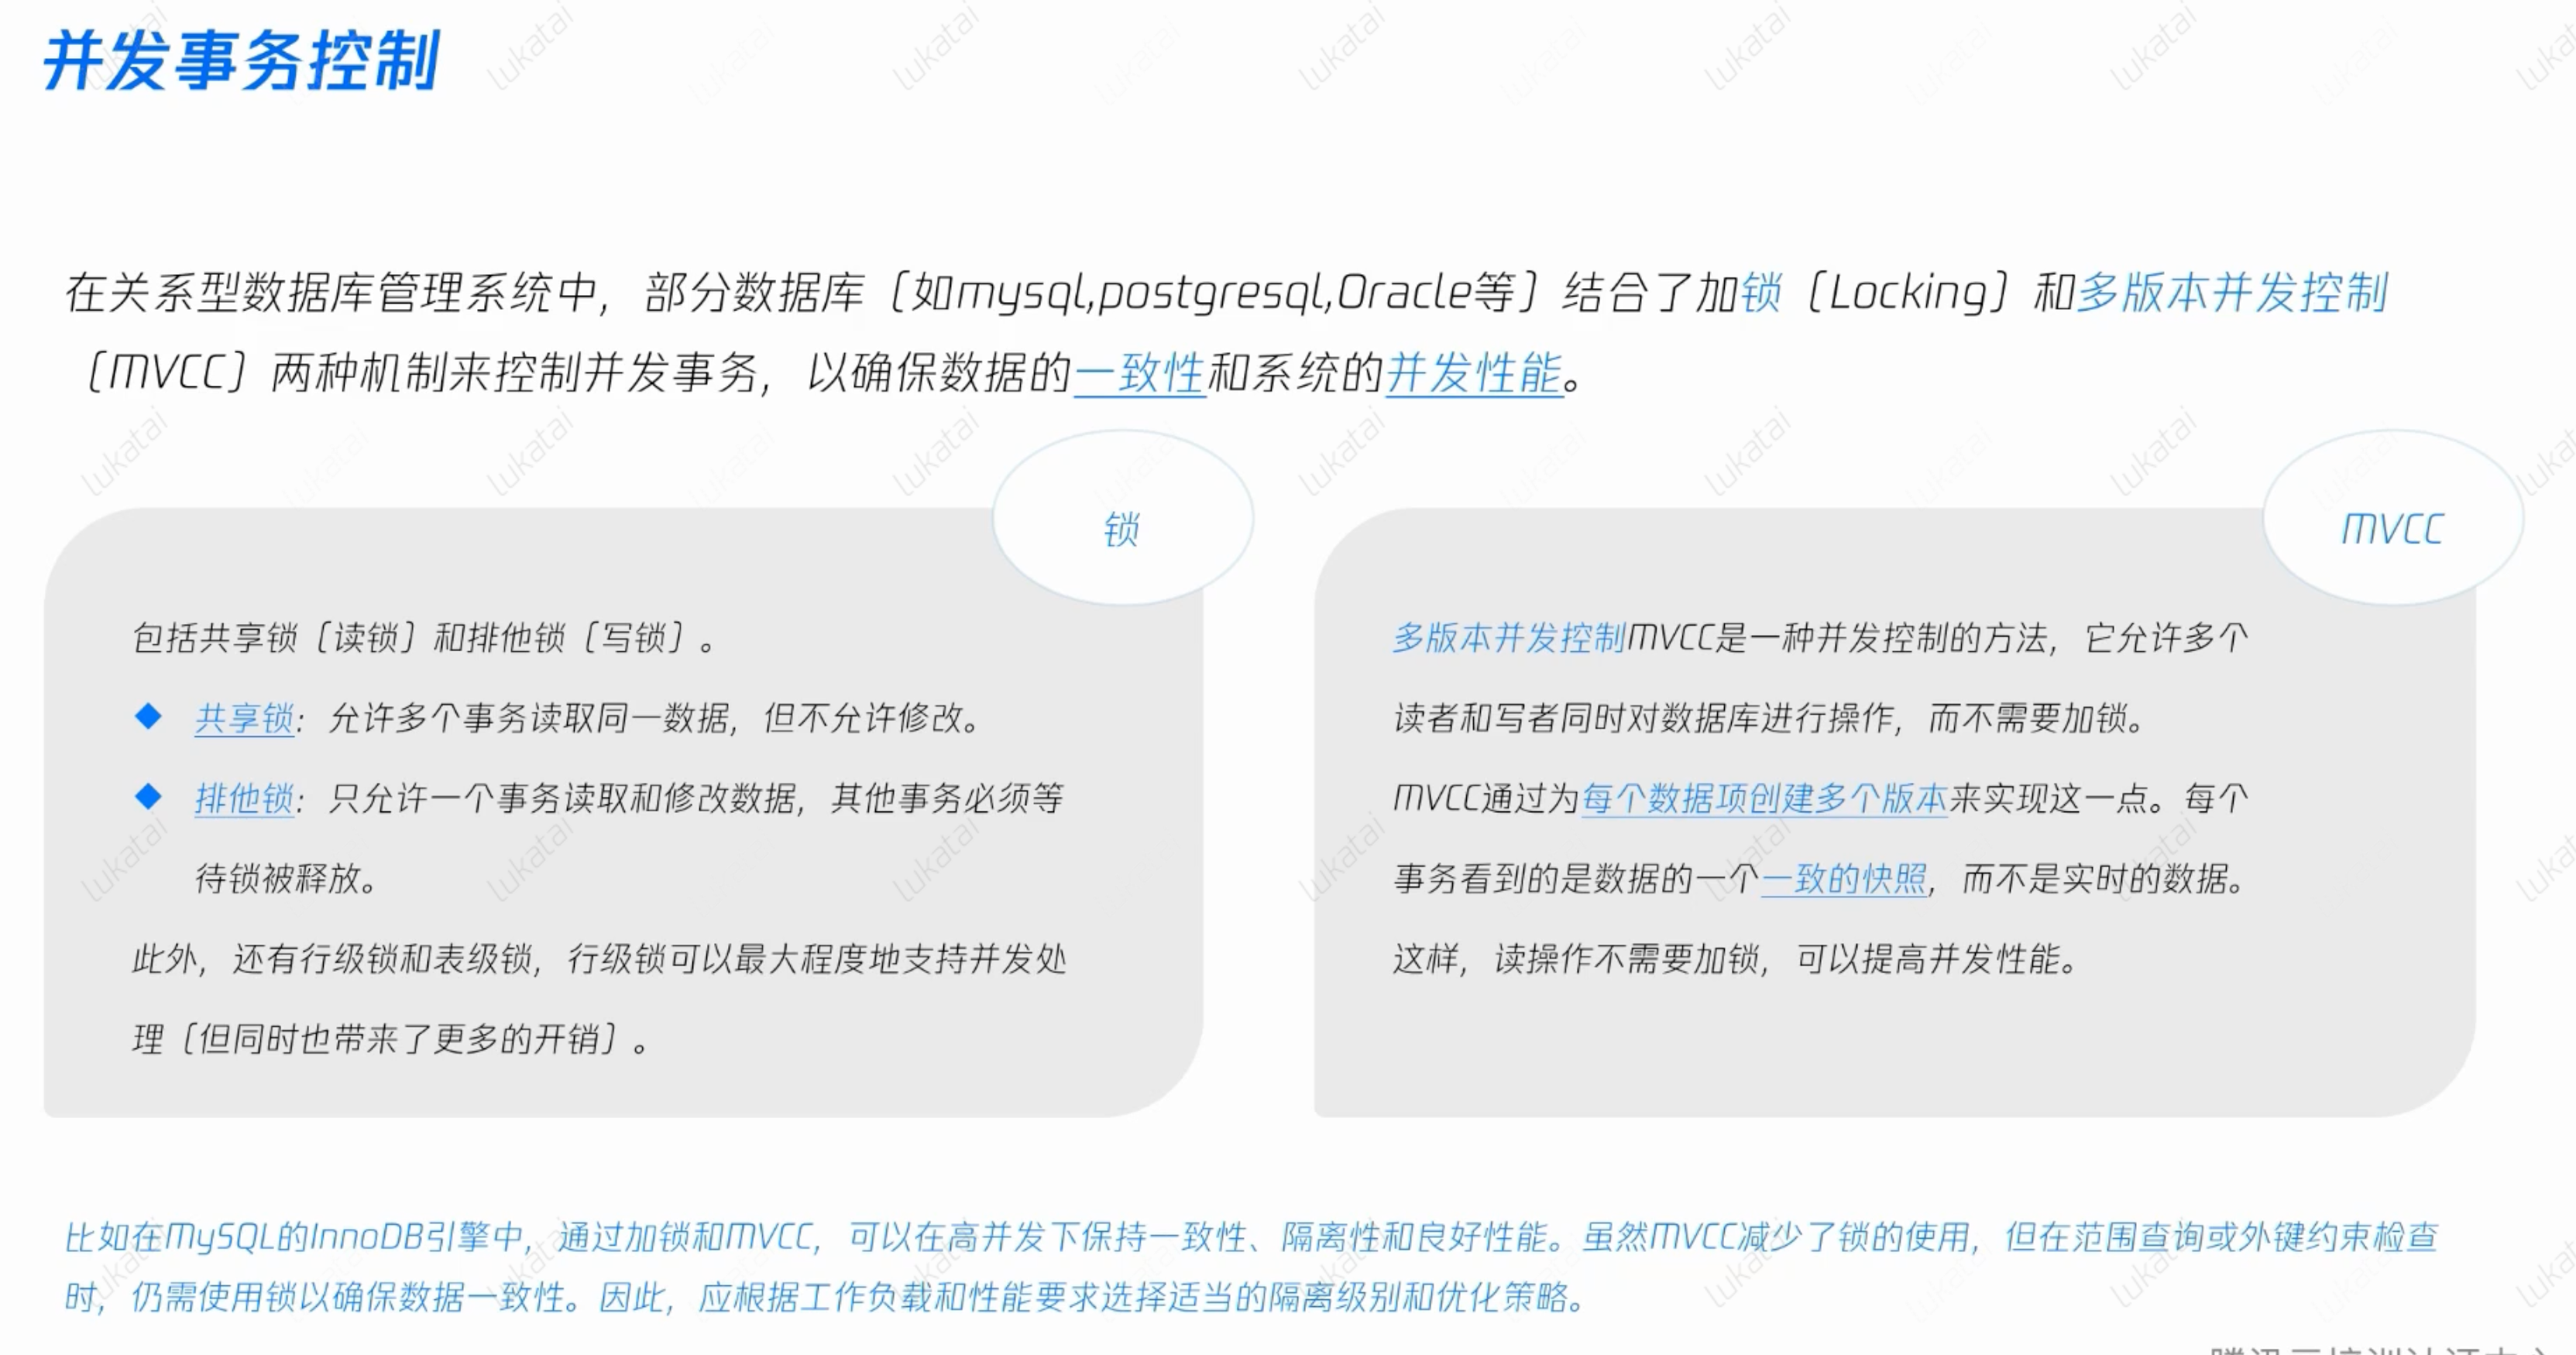 并发事务控制
在关系型数据库管理系统中，部分数据库（如mysql,postgresql,Oracle等）结合了加锁（Locking）和多版本并发控制
（MVCC）两种机制来控制并发事务，以确保数据的一致性和系统的并发性能。
锁
包括共享锁（读锁）和排他锁（写锁）。
◆ 共享锁：允许多个事务读取同一数据，但不允许修改。
◆ 排他锁：只允许一个事务读取和修改数据，其他事务必须等
待锁被释放。
此外，还有行级锁和表级锁，行级锁可以最大程度地支持并发处
理（但同时也带来了更多的开销）。
MVCC
多版本并发控制MVCC是一种并发控制的方法，它允许多个
读者和写者同时对数据库进行操作，而不需要加锁。
MVCC通过为每个数据项创建多个版本来实现这一点。每个
事务看到的是数据的一个一致的快照，而不是实时的数据。
这样，读操作不需要加锁，可以提高并发性能。
比如在MySQL的InnoDB引擎中，通过加锁和MVCC，可以在高并发下保持一致性、隔离性和良好性能。虽然MVCC减少了锁的使用，但在范围查询或外键约束检查
时，仍需使用锁以确保数据一致性。因此，应根据工作负载和性能要求选择适当的隔离级别和优化策略。
lukatai